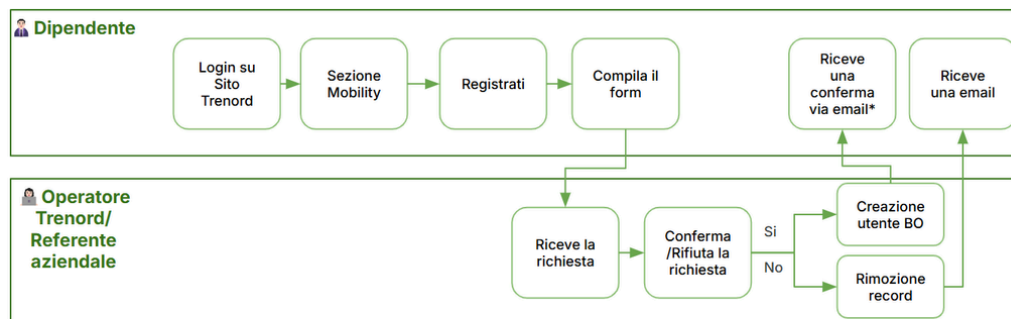 Dipendente
Login su
Sito
Trenord
Sezione
Mobility
Registrati
Compila il
form
Riceve
una
conferma
via email*
Riceve
una email
Operatore
Trenord/
Referente
aziendale
Riceve la
richiesta
Conferma
/Rifiuta la
richiesta
Si
No
Creazione
utente BO
Rimozione
record